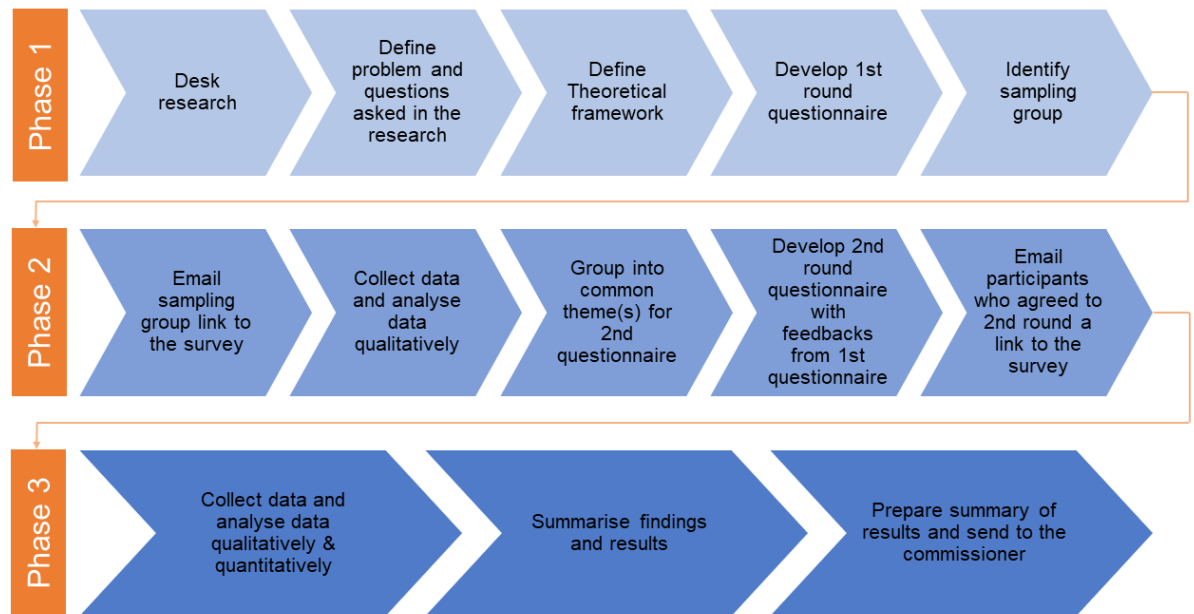 Phase 1
Desk
research
Define
problem and
questions
asked in the
research
Define
Theoretical
framework
Develop 1st
round
questionnaire
Identify
sampling
group
Phase 2
Email
sampling
group link to
the survey
Collect data
and analyse
data
qualitatively
Group into
common
theme(s) for
2nd
questionnaire
Develop 2nd
round
questionnaire
with
feedbacks
from 1st
questionnaire
Email
participants
who agreed to
2nd round a
link to the
survey
Phase 3
Collect data and
analyse data
qualitatively &
quantitatively
Summarise findings
and results
Prepare summary of
results and send to the
commissioner